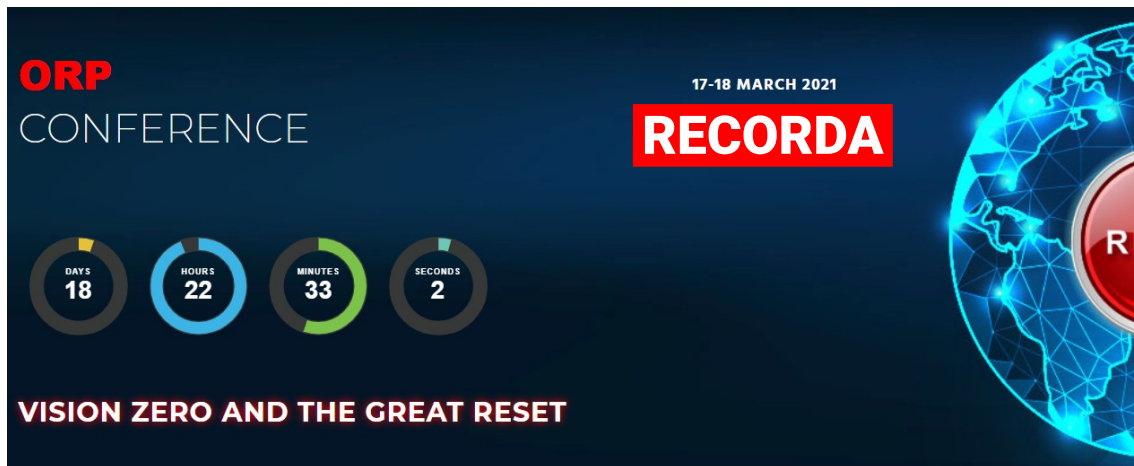 ORP
CONFERENCE
17-18 MARCH 2021
RECORDA
DAYS
18
HOURS
22
MINUTES
33
SECONDS
2
R
VISION ZERO AND THE GREAT RESET